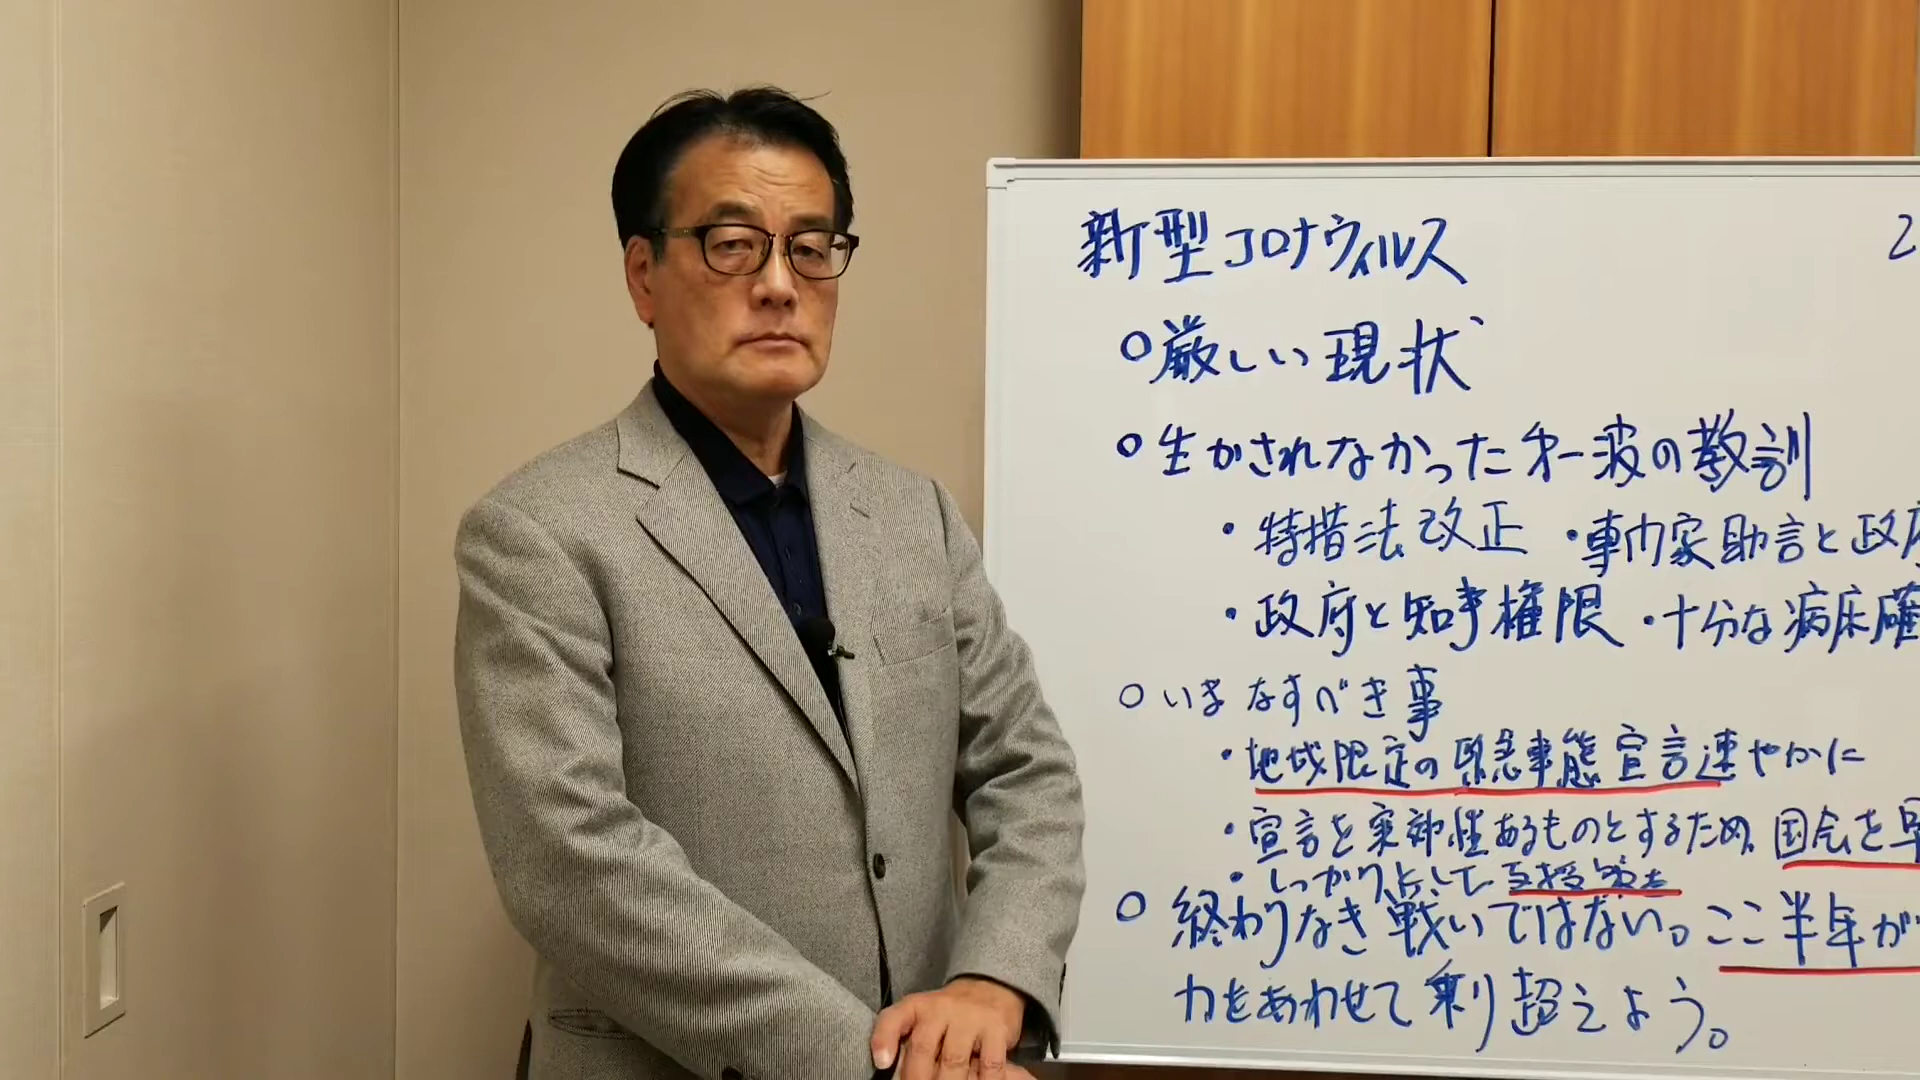 新型コロナウィルス 2
○厳しい現状
○生かされなかった才一波の教訓
・特措法改正 ・専門家助言と政府
・政府と知事権限 ・十分な病床確
○いまなすべき事
・地域限定の緊急事態宣言速やかに
・宣言を実効性あるものとするため、国会を早
・しっかりとした支援策を
○終わりなき戦いではない。ここ半年が
力をあわせて乗り超えよう。